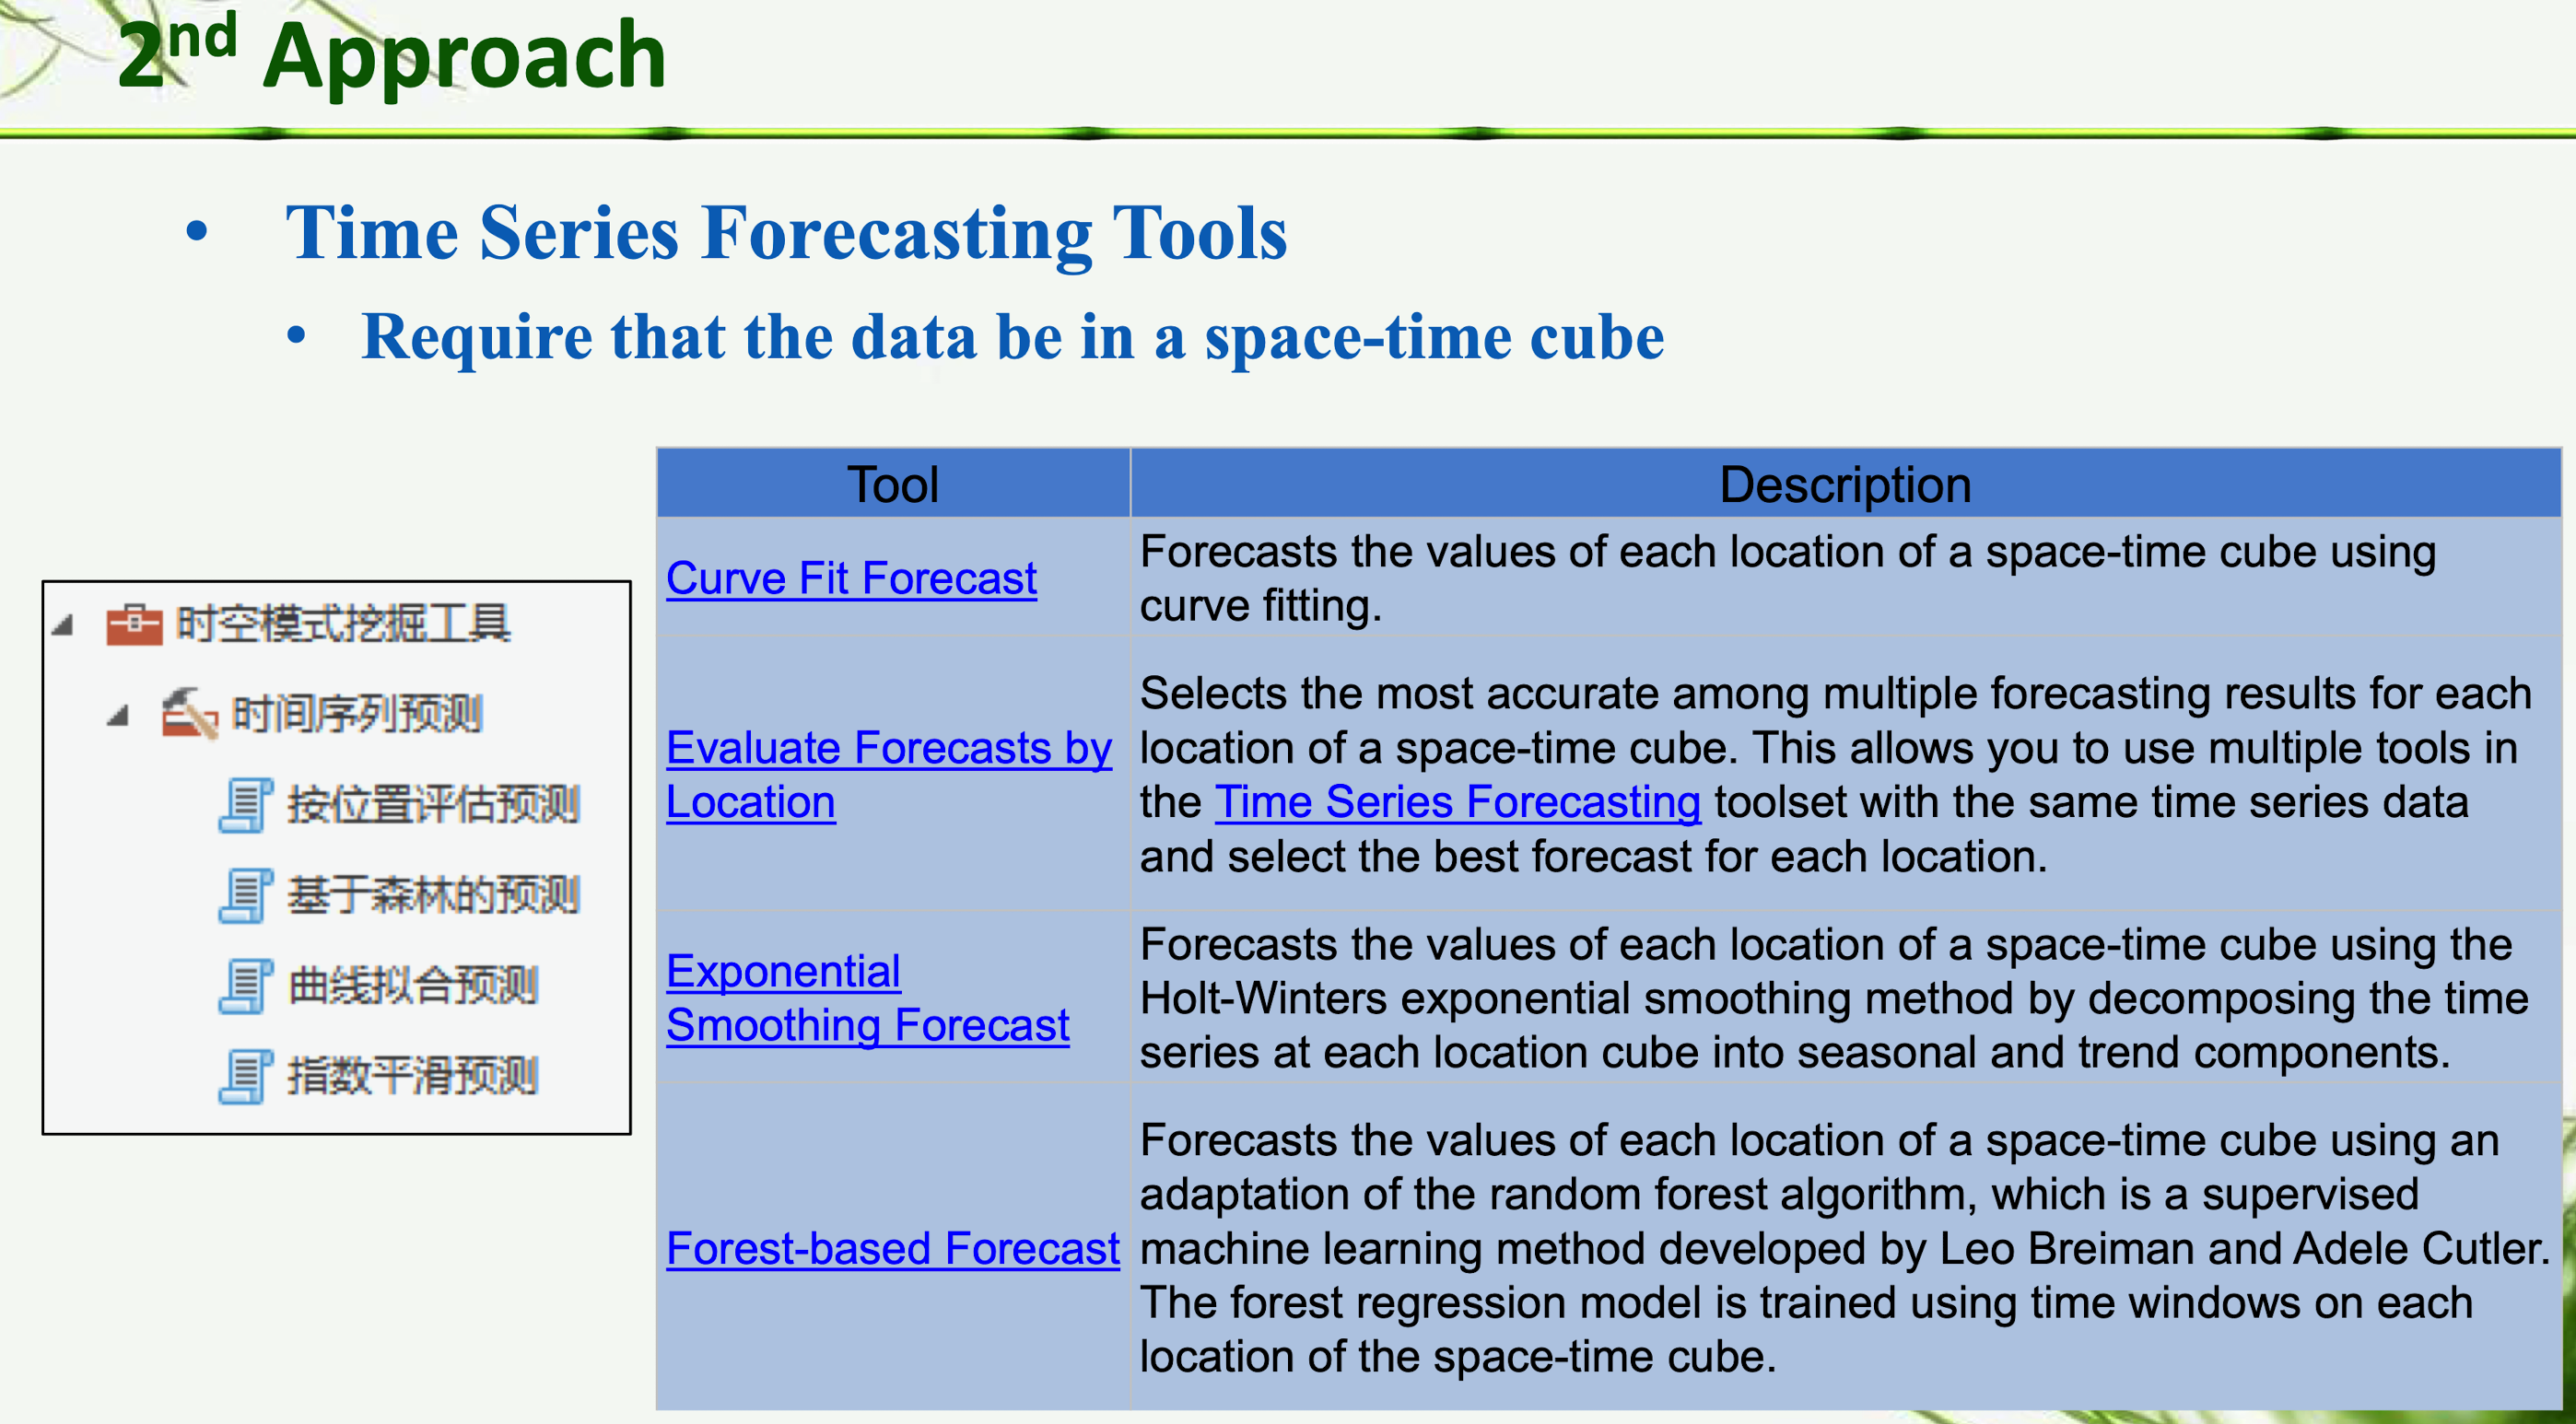 2nd Approach
• Time Series Forecasting Tools
• Require that the data be in a space-time cube
时空模式挖掘工具
时间序列预测
按位置评估预测
基于森林的预测
曲线拟合预测
指数平滑预测
Tool Description
Curve Fit Forecast
Forecasts the values of each location of a space-time cube using
curve fitting.
Evaluate Forecasts by
Location
Selects the most accurate among multiple forecasting results for each
location of a space-time cube. This allows you to use multiple tools in
the Time Series Forecasting toolset with the same time series data
and select the best forecast for each location.
Exponential
Smoothing Forecast
Forecasts the values of each location of a space-time cube using the
Holt-Winters exponential smoothing method by decomposing the time
series at each location cube into seasonal and trend components.
Forest-based Forecast
Forecasts the values of each location of a space-time cube using an
adaptation of the random forest algorithm, which is a supervised
machine learning method developed by Leo Breiman and Adele Cutler.
The forest regression model is trained using time windows on each
location of the space-time cube.